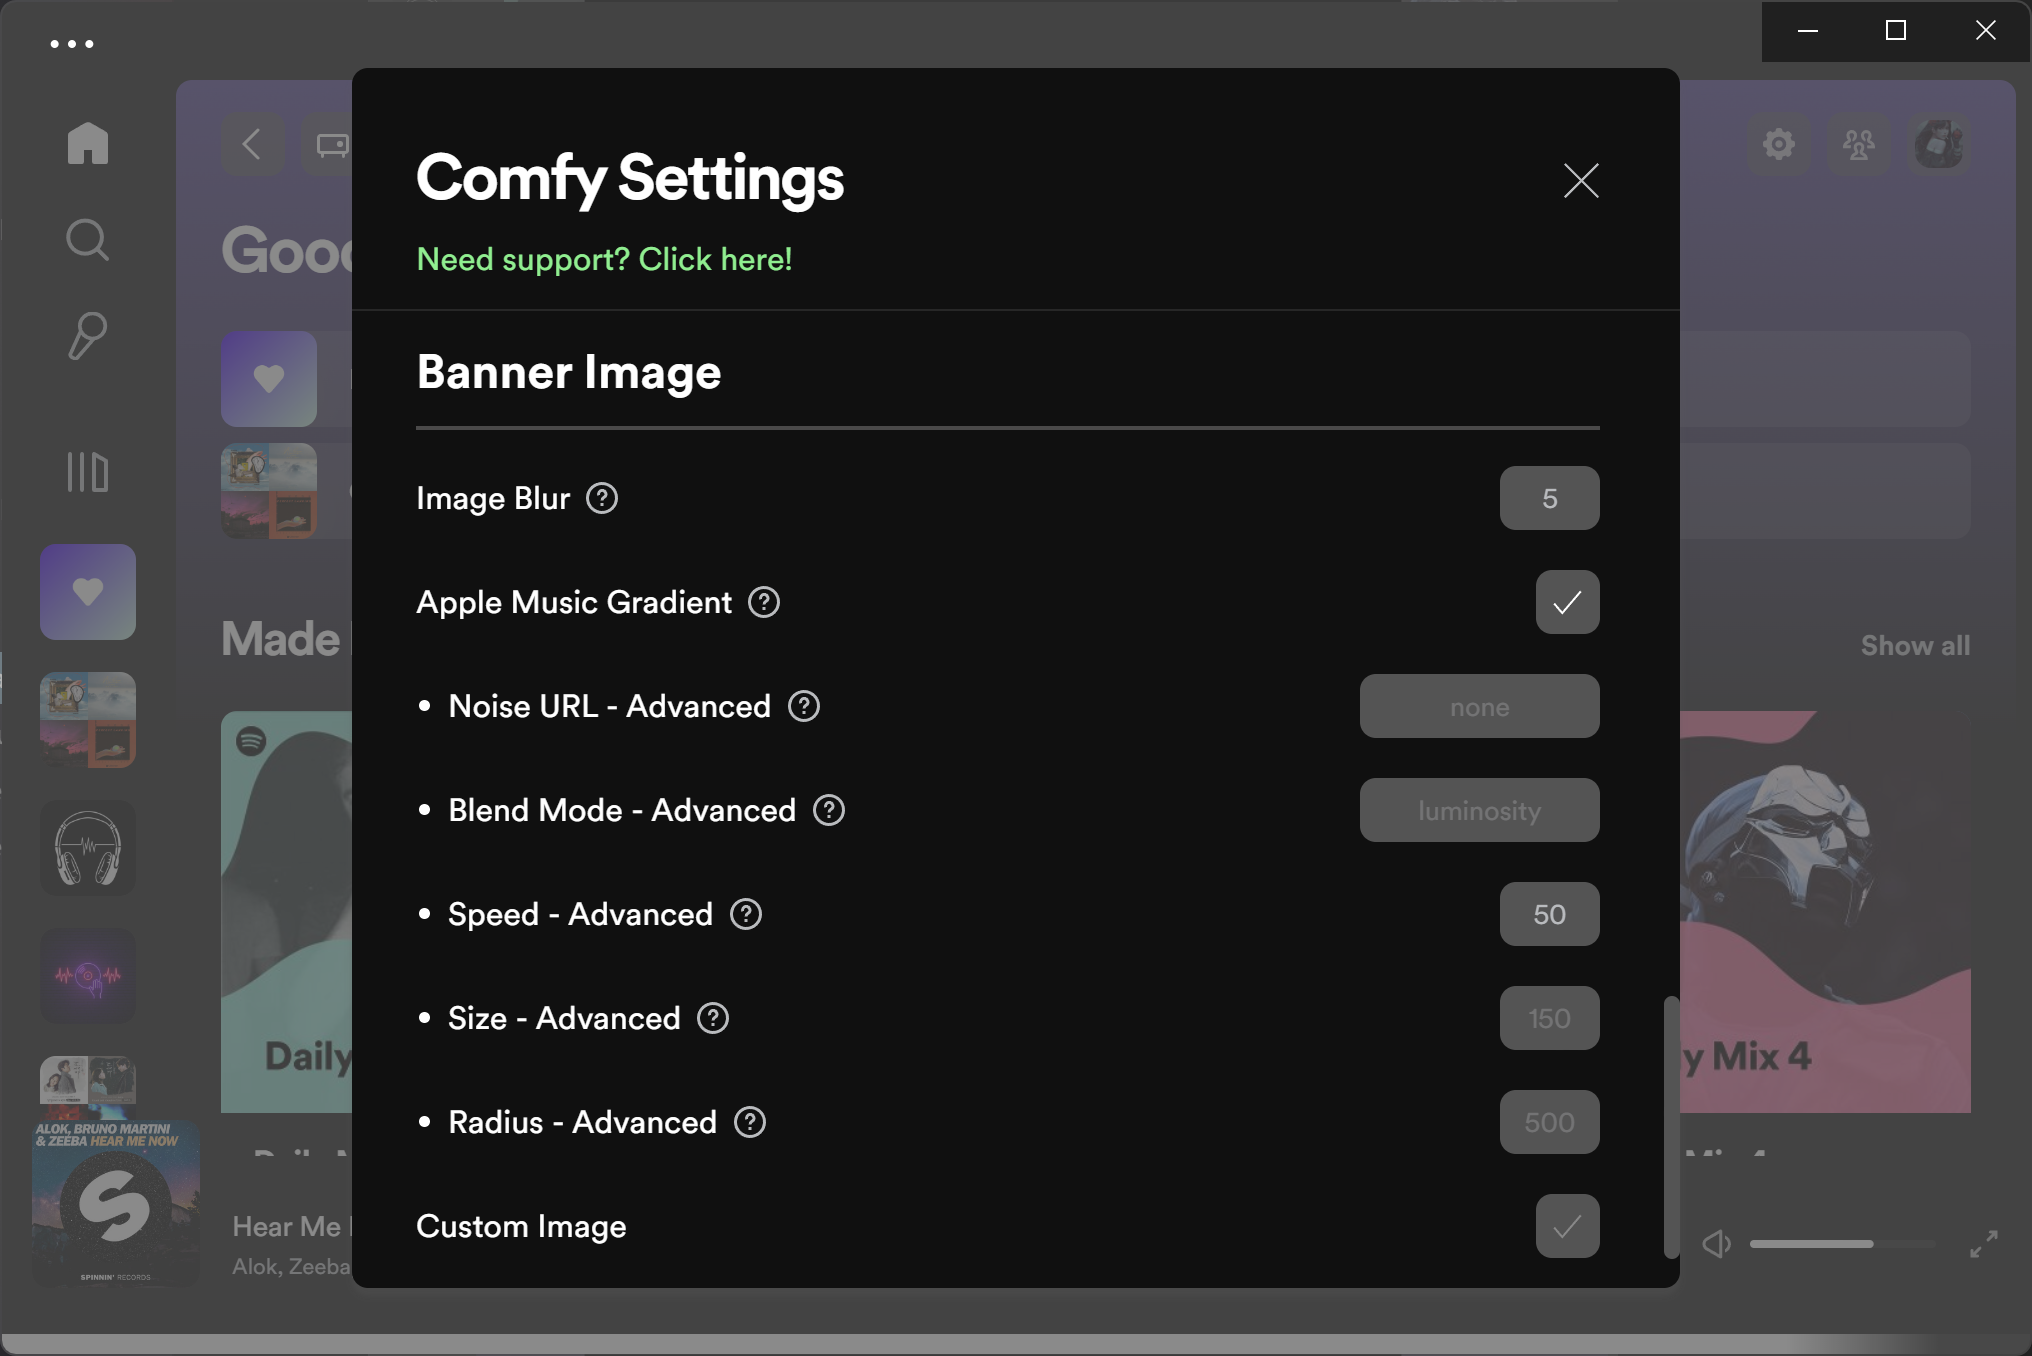 Comfy Settings
Need support? Click here!
Good
Banner Image
Image Blur
5
Apple Music Gradient
Made
Show all
Noise URL - Advanced
none
Blend Mode - Advanced
luminosity
Speed - Advanced
50
Size - Advanced
150
Daily
y Mix 4
Radius - Advanced
500
ALOK, BRUNO MARTINI
& ZEEBA HEAR ME NOW
Custom Image
Hear Me
Alok, Zeeba
SPINNIN' RECORDS